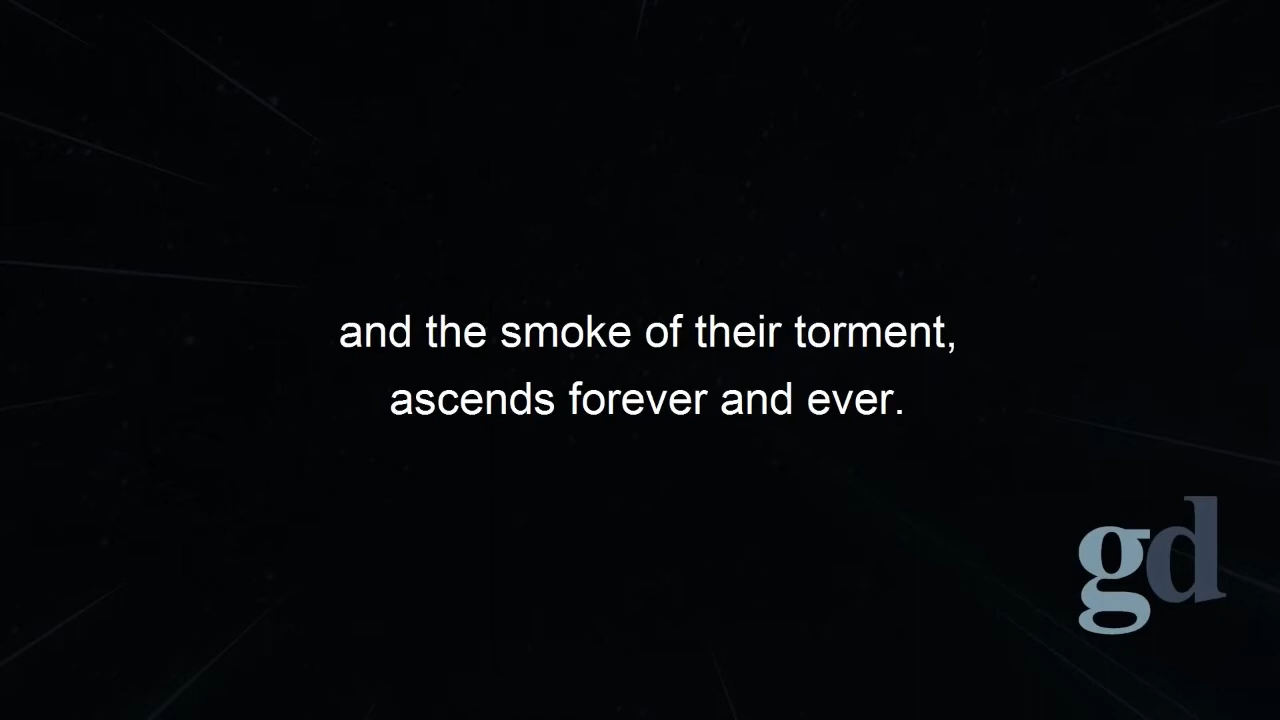 and the smoke of their torment,
ascends forever and ever.
gd